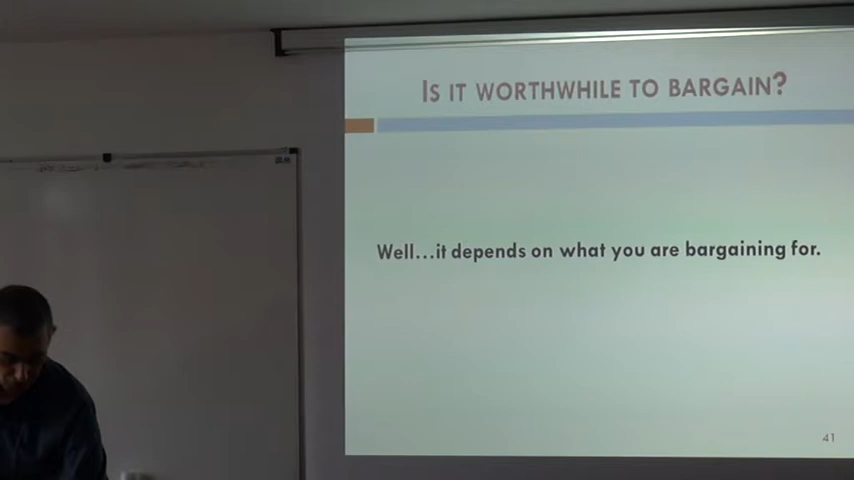 IS IT WORTHWHILE TO BARGAIN?
Well...it depends on what you are bargaining for.
41